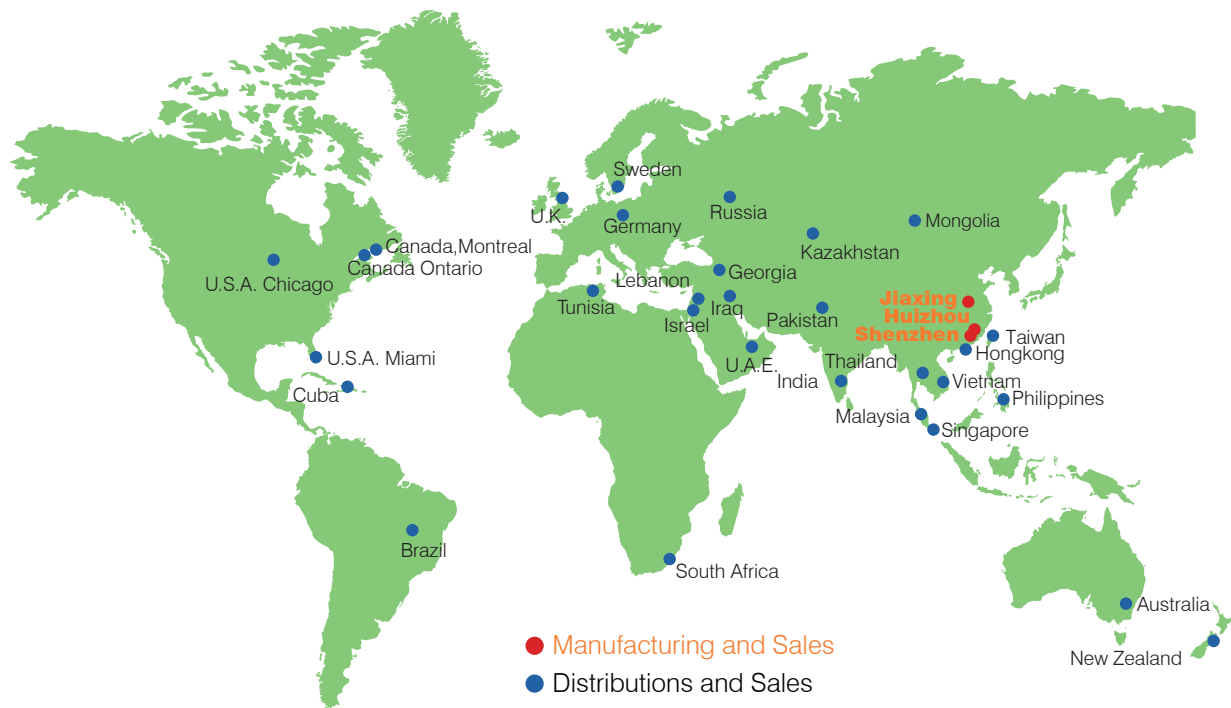 Sweden
U.K.
Germany
Russia
Mongolia
Kazakhstan
Canada,Montreal
Canada Ontario
U.S.A. Chicago
Georgia
Lebanon
Tunisia
Israel
Iraq
Pakistan
Jiaxing
Huizhou
Shenzhen
Taiwan
Hongkong
U.S.A. Miami
U.A.E.
Thailand
India
Vietnam
Cuba
Philippines
Malaysia
Singapore
Brazil
South Africa
Australia
New Zealand
Manufacturing and Sales
Distributions and Sales